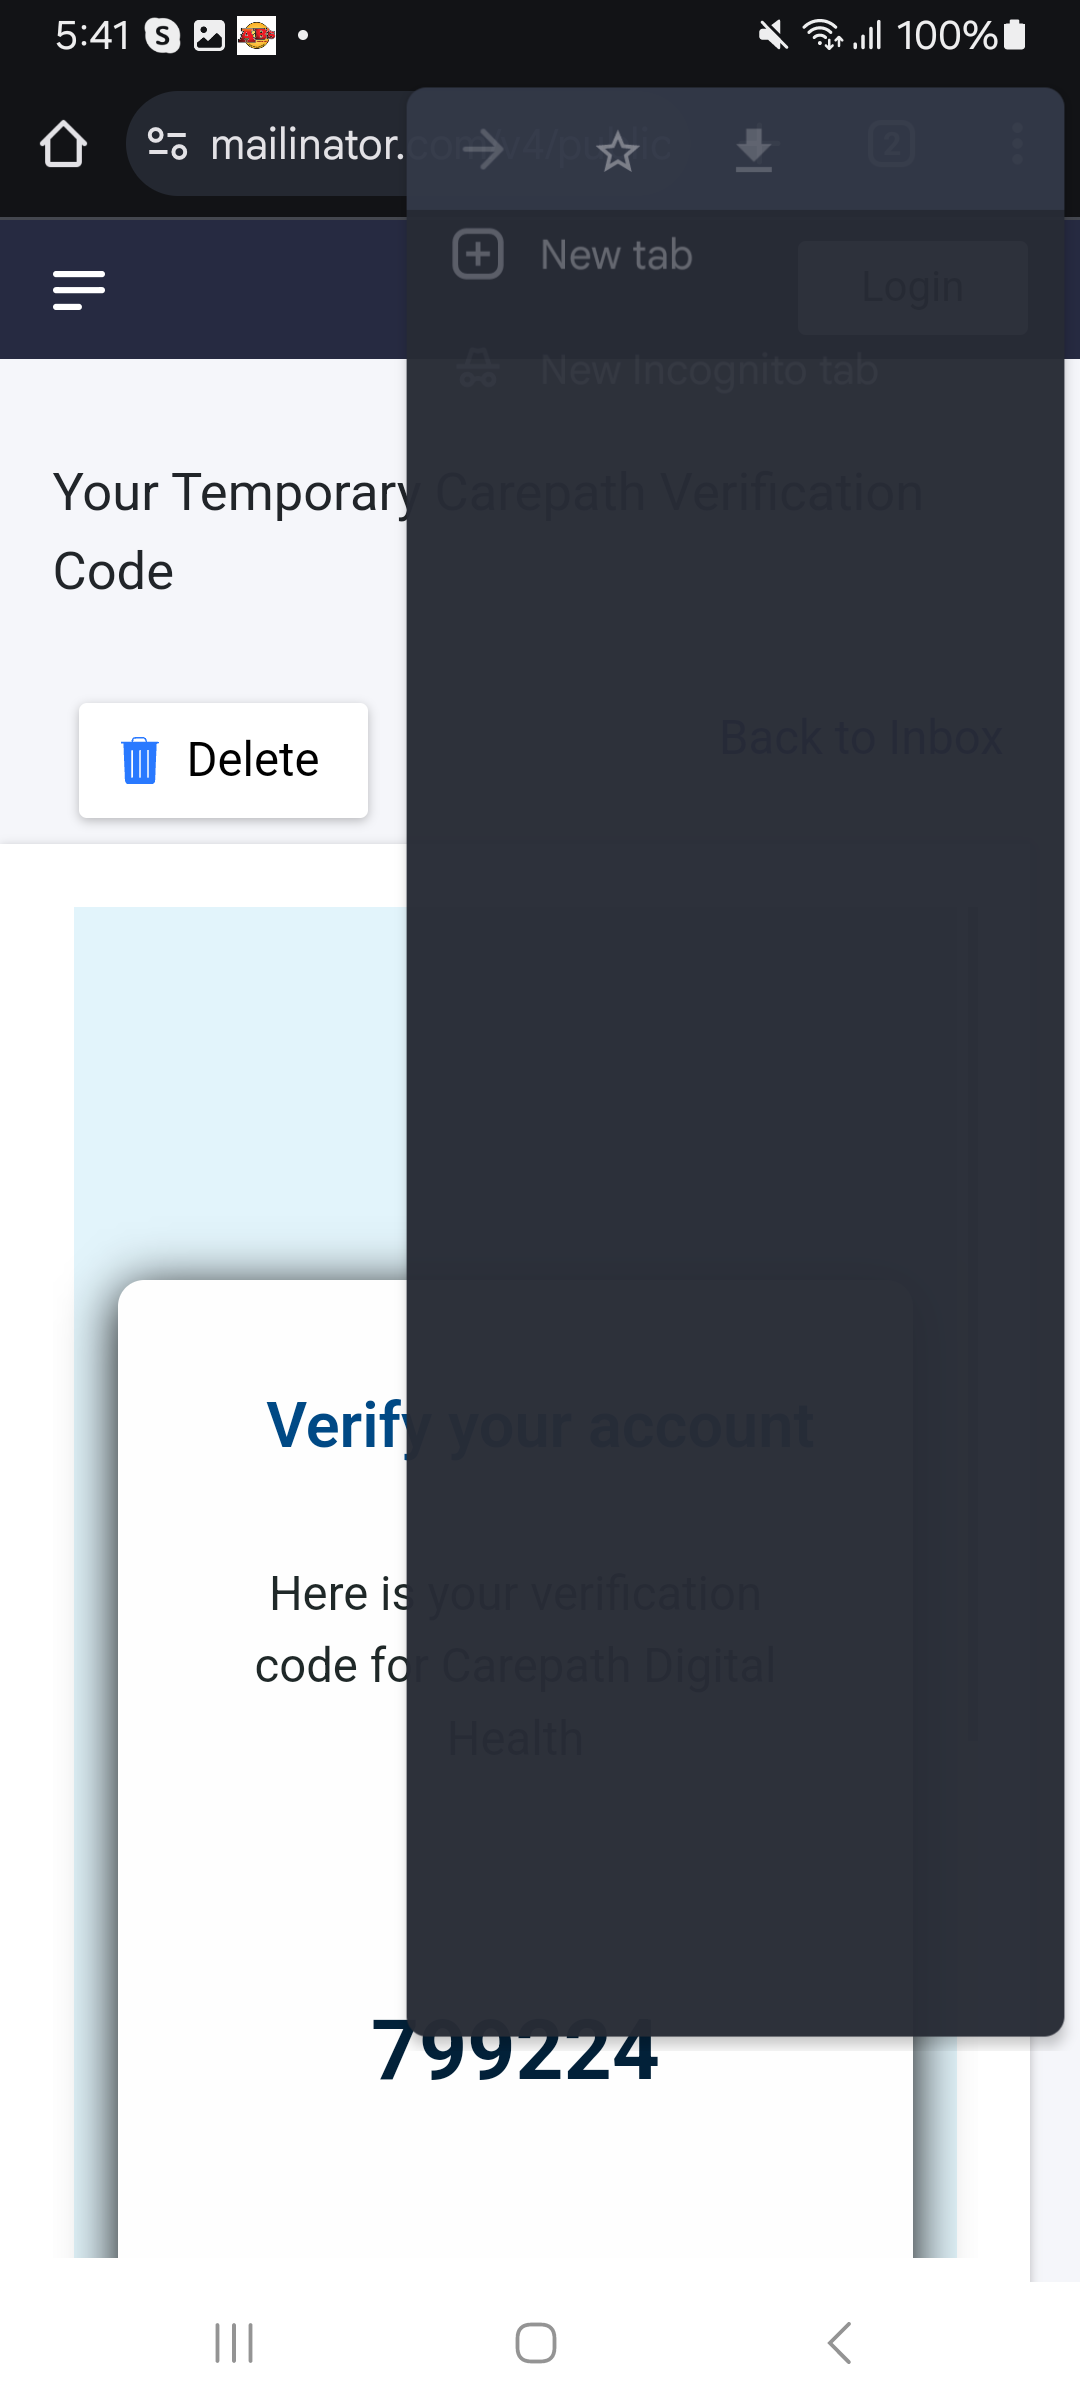 5:41
100%
mailinator.com/v4/public
2
New tab
Login
New Incognito tab
Your Temporary Carepath Verification
Code
Delete
Back to Inbox
Verify your account
Here is your verification
code for Carepath Digital
Health
799224